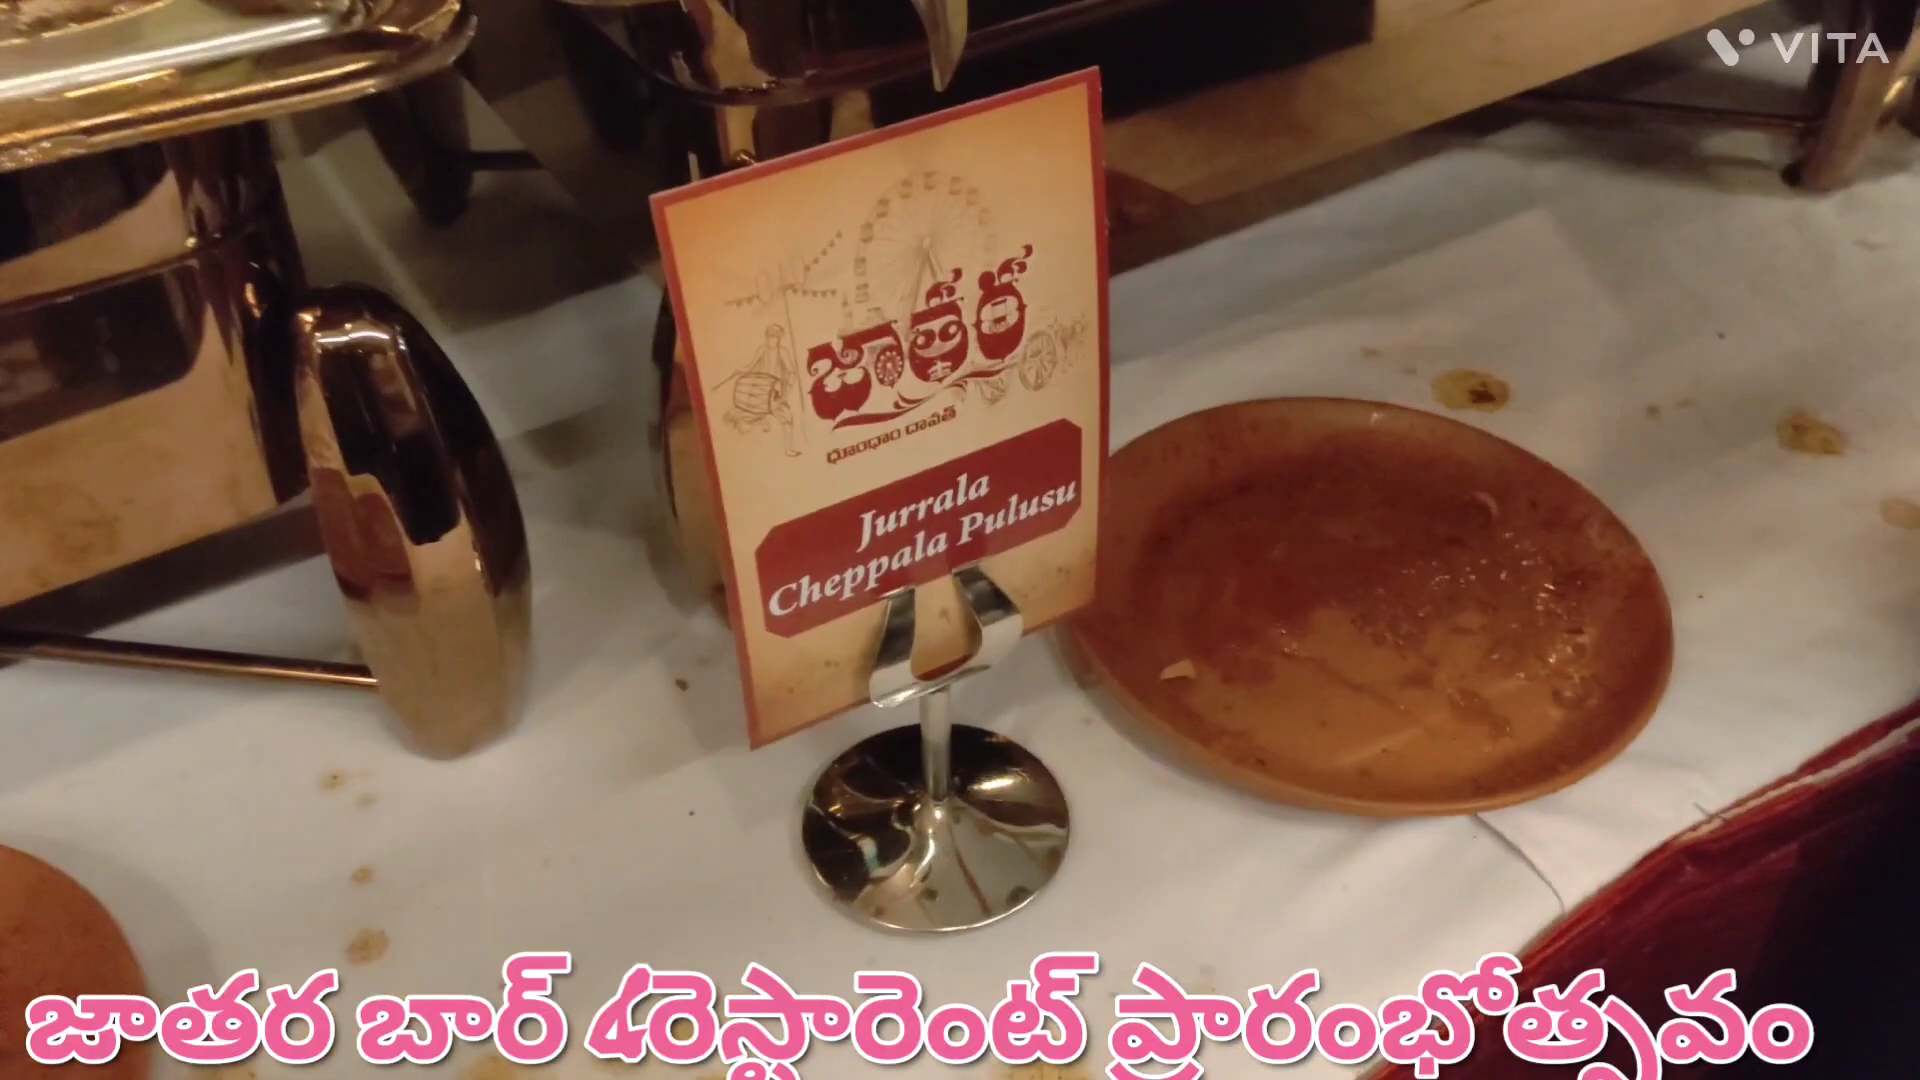 VITA
జాతర
ధూంధాం దావత్
Jurrala
Cheppala Pulusu
జాతర బార్ &రెస్టారెంట్ ప్రారంభోత్సవం